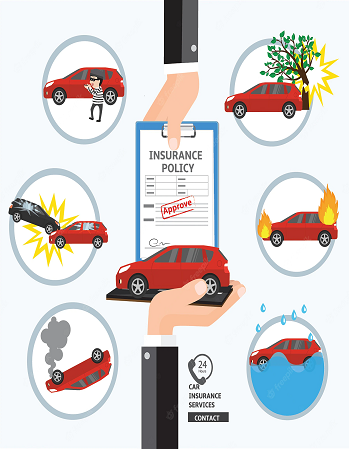 INSURANCE
POLICY
Approve
24
Hours
CAR
INSURANCE
SERVICES
CONTACT